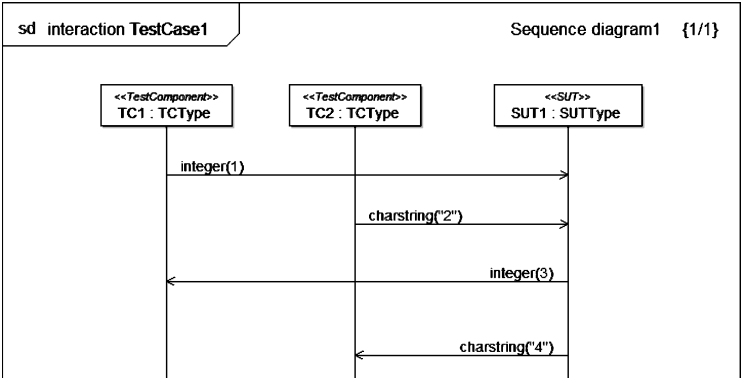 sd interaction TestCase1
Sequence diagram1 {1/1}
<<TestComponent>>
TC1 : TCType
<<TestComponent>>
TC2 : TCType
<<SUT>>
SUT1 : SUTType
integer(1)
charstring("2")
integer(3)
charstring("4")